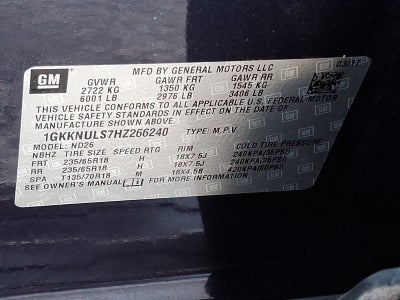 GM
MFD BY GENERAL MOTORS LLC 03/17
GVWR GAWR FRT GAWR RR
2722 KG 1350 KG 1545 KG
6001 LB 2976 LB 3406 LB
THIS VEHICLE CONFORMS TO ALL APPLICABLE U.S. FEDERAL MOTOR
VEHICLE SAFETY STANDARDS IN EFFECT ON THE DATE OF
MANUFACTURE SHOWN ABOVE.
1GKKNULS7HZ266240 TYPE: M.P.V.
MODEL: ND26
NBHZ TIRE SIZE SPEED RTG RIM COLD TIRE PRESSURE
FRT 235/65R18 H 18X7.5J 240KPA(35PSI)
RR 235/65R18 H 18X7.5J 240KPA(35PSI)
SPA T135/70R18 M 18X4.5B 420KPA(60PSI)
SEE OWNER'S MANUAL FOR MORE INFORMATION